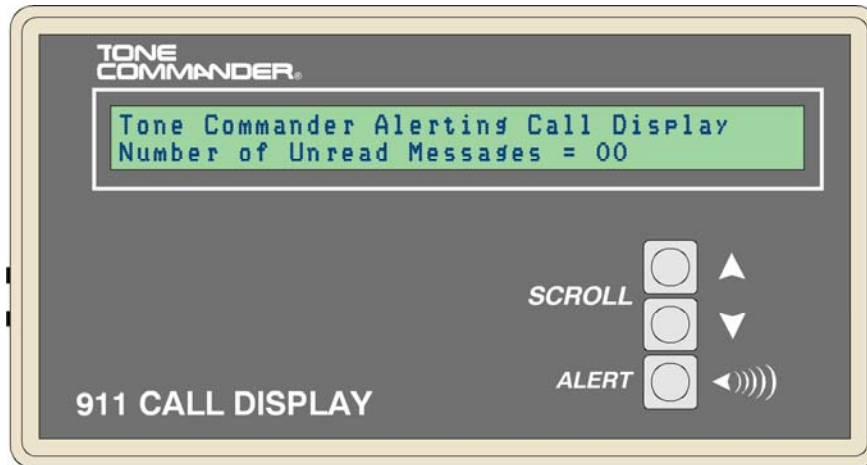 TONE
COMMANDER®
Tone Commander Alerting Call Display
Number of Unread Messages = 00
SCROLL
ALERT
911 CALL DISPLAY